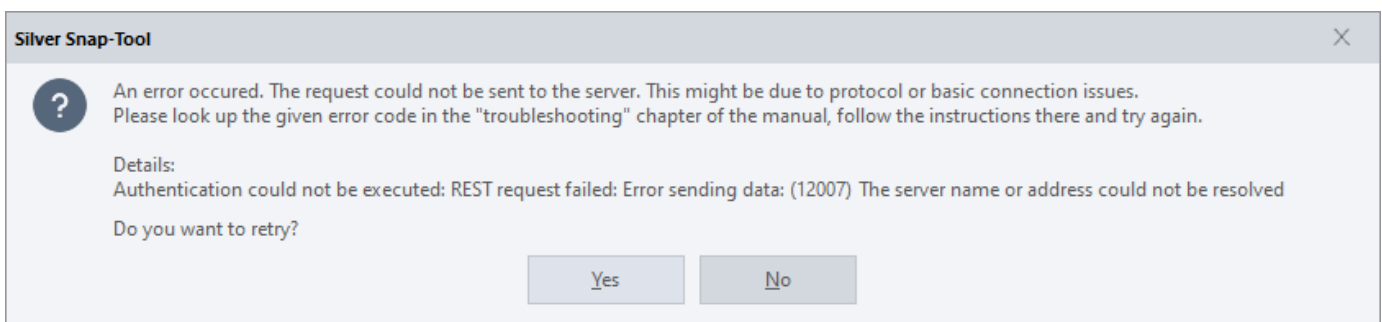 Silver Snap-Tool
An error occured. The request could not be sent to the server. This might be due to protocol or basic connection issues.
Please look up the given error code in the "troubleshooting" chapter of the manual, follow the instructions there and try again.
Details:
Authentication could not be executed: REST request failed: Error sending data: (12007) The server name or address could not be resolved
Do you want to retry?
Yes
No